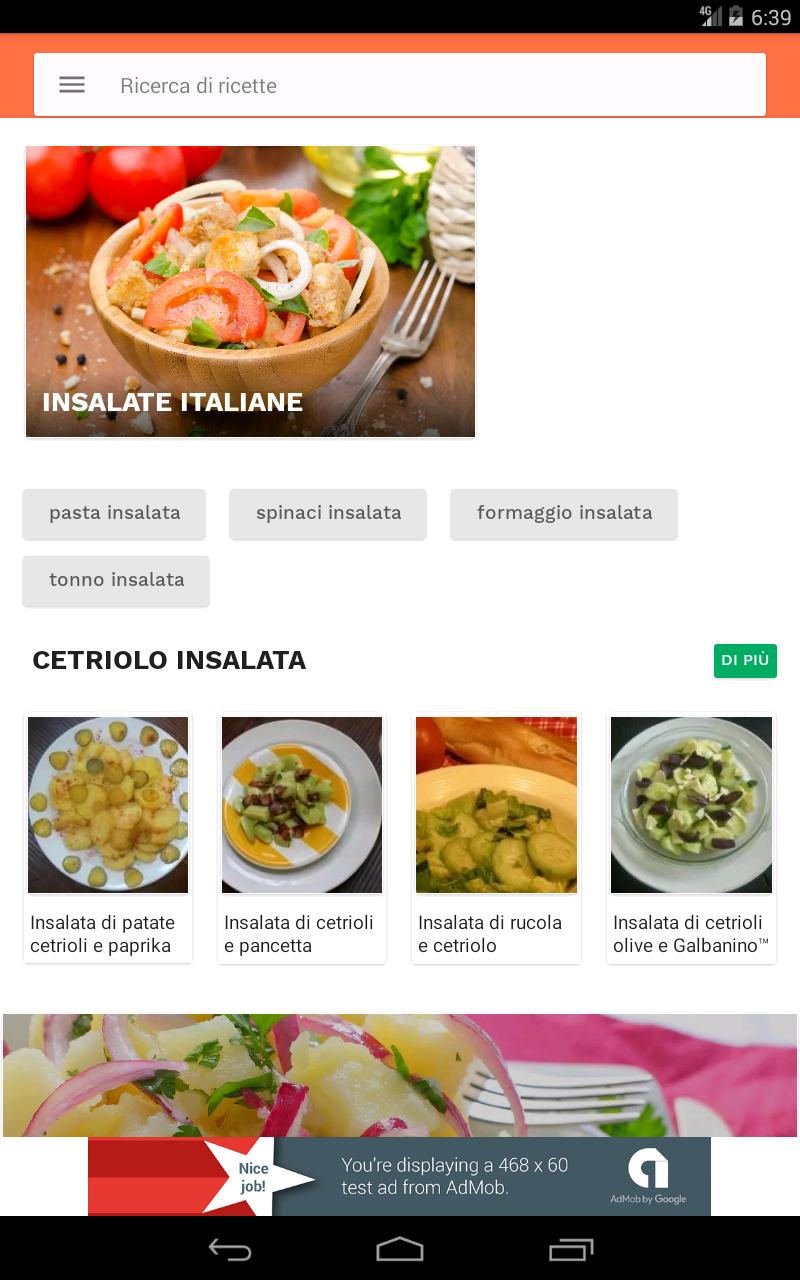 4G 6:39
Ricerca di ricette
INSALATE ITALIANE
pasta insalata
spinaci insalata
formaggio insalata
tonno insalata
CETRIOLO INSALATA
DI PIÙ
Insalata di patate
cetrioli e paprika
Insalata di cetrioli
e pancetta
Insalata di rucola
e cetriolo
Insalata di cetrioli
olive e Galbanino™
Nice
job!
You're displaying a 468 x 60
test ad from AdMob.
AdMob by Google